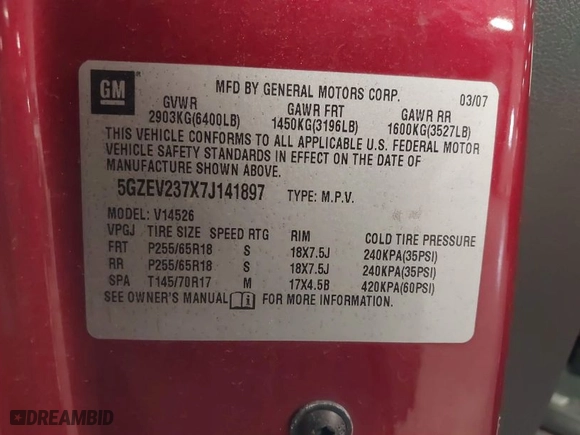 GM
MFD BY GENERAL MOTORS CORP. 03/07
GVWR GAWR FRT GAWR RR
2903KG(6400LB) 1450KG(3196LB) 1600KG(3527LB)
THIS VEHICLE CONFORMS TO ALL APPLICABLE U.S. FEDERAL MOTOR
VEHICLE SAFETY STANDARDS IN EFFECT ON THE DATE OF
MANUFACTURE SHOWN ABOVE.
5GZEV237X7J141897 TYPE: M.P.V.
MODEL: V14526
VPGJ TIRE SIZE SPEED RTG RIM COLD TIRE PRESSURE
FRT P255/65R18 S 18X7.5J 240KPA(35PSI)
RR P255/65R18 S 18X7.5J 240KPA(35PSI)
SPA T145/70R17 M 17X4.5B 420KPA(60PSI)
SEE OWNER'S MANUAL FOR MORE INFORMATION.
DREAMBID